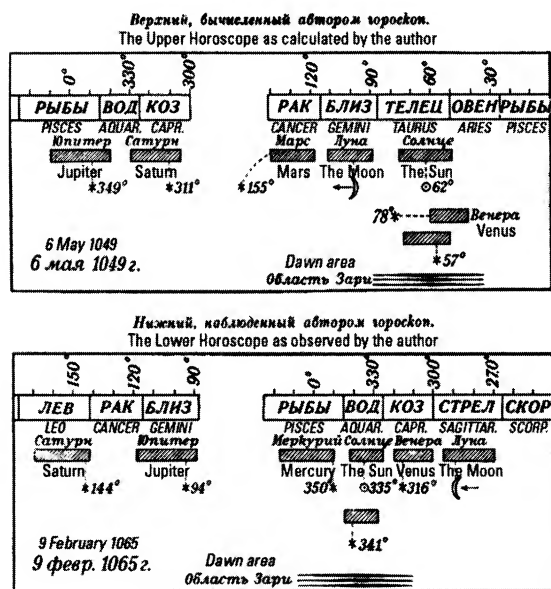 Верхний, вычисленный автором гороскоп.
The Upper Horoscope as calculated by the author
0° 330° 300° 120° 90° 60° 30°
РЫБЫ ВОД КОЗ РАК БЛИЗ ТЕЛЕЦ ОВЕН РЫБЫ
PISCES AQUAR. CAPR. CANCER GEMINI TAURUS ARIES PISCES
Юпитер Сатурн Марс Луна Солнце
Jupiter Saturn Mars The Moon The Sun
*349° *311° *155° ⊙62°
78°* Венера
Venus
6 May 1049
6 мая 1049 г.
*57°
Dawn area
Область Зари
Нижний, наблюденный автором гороскоп.
The Lower Horoscope as observed by the author
150° 120° 90° 0° 330° 300° 270°
ЛЕВ РАК БЛИЗ РЫБЫ ВОД КОЗ СТРЕЛ СКОР
LEO CANCER GEMINI PISCES AQUAR. CAPR. SAGITTAR. SCORP.
Сатурн Юпитер Меркурий Солнце Венера Луна
Saturn Jupiter Mercury The Sun Venus The Moon
*144° *94° 350* ⊙335° *316°
*341°
9 February 1065
9 февр. 1065 г.
Dawn area
Область Зари